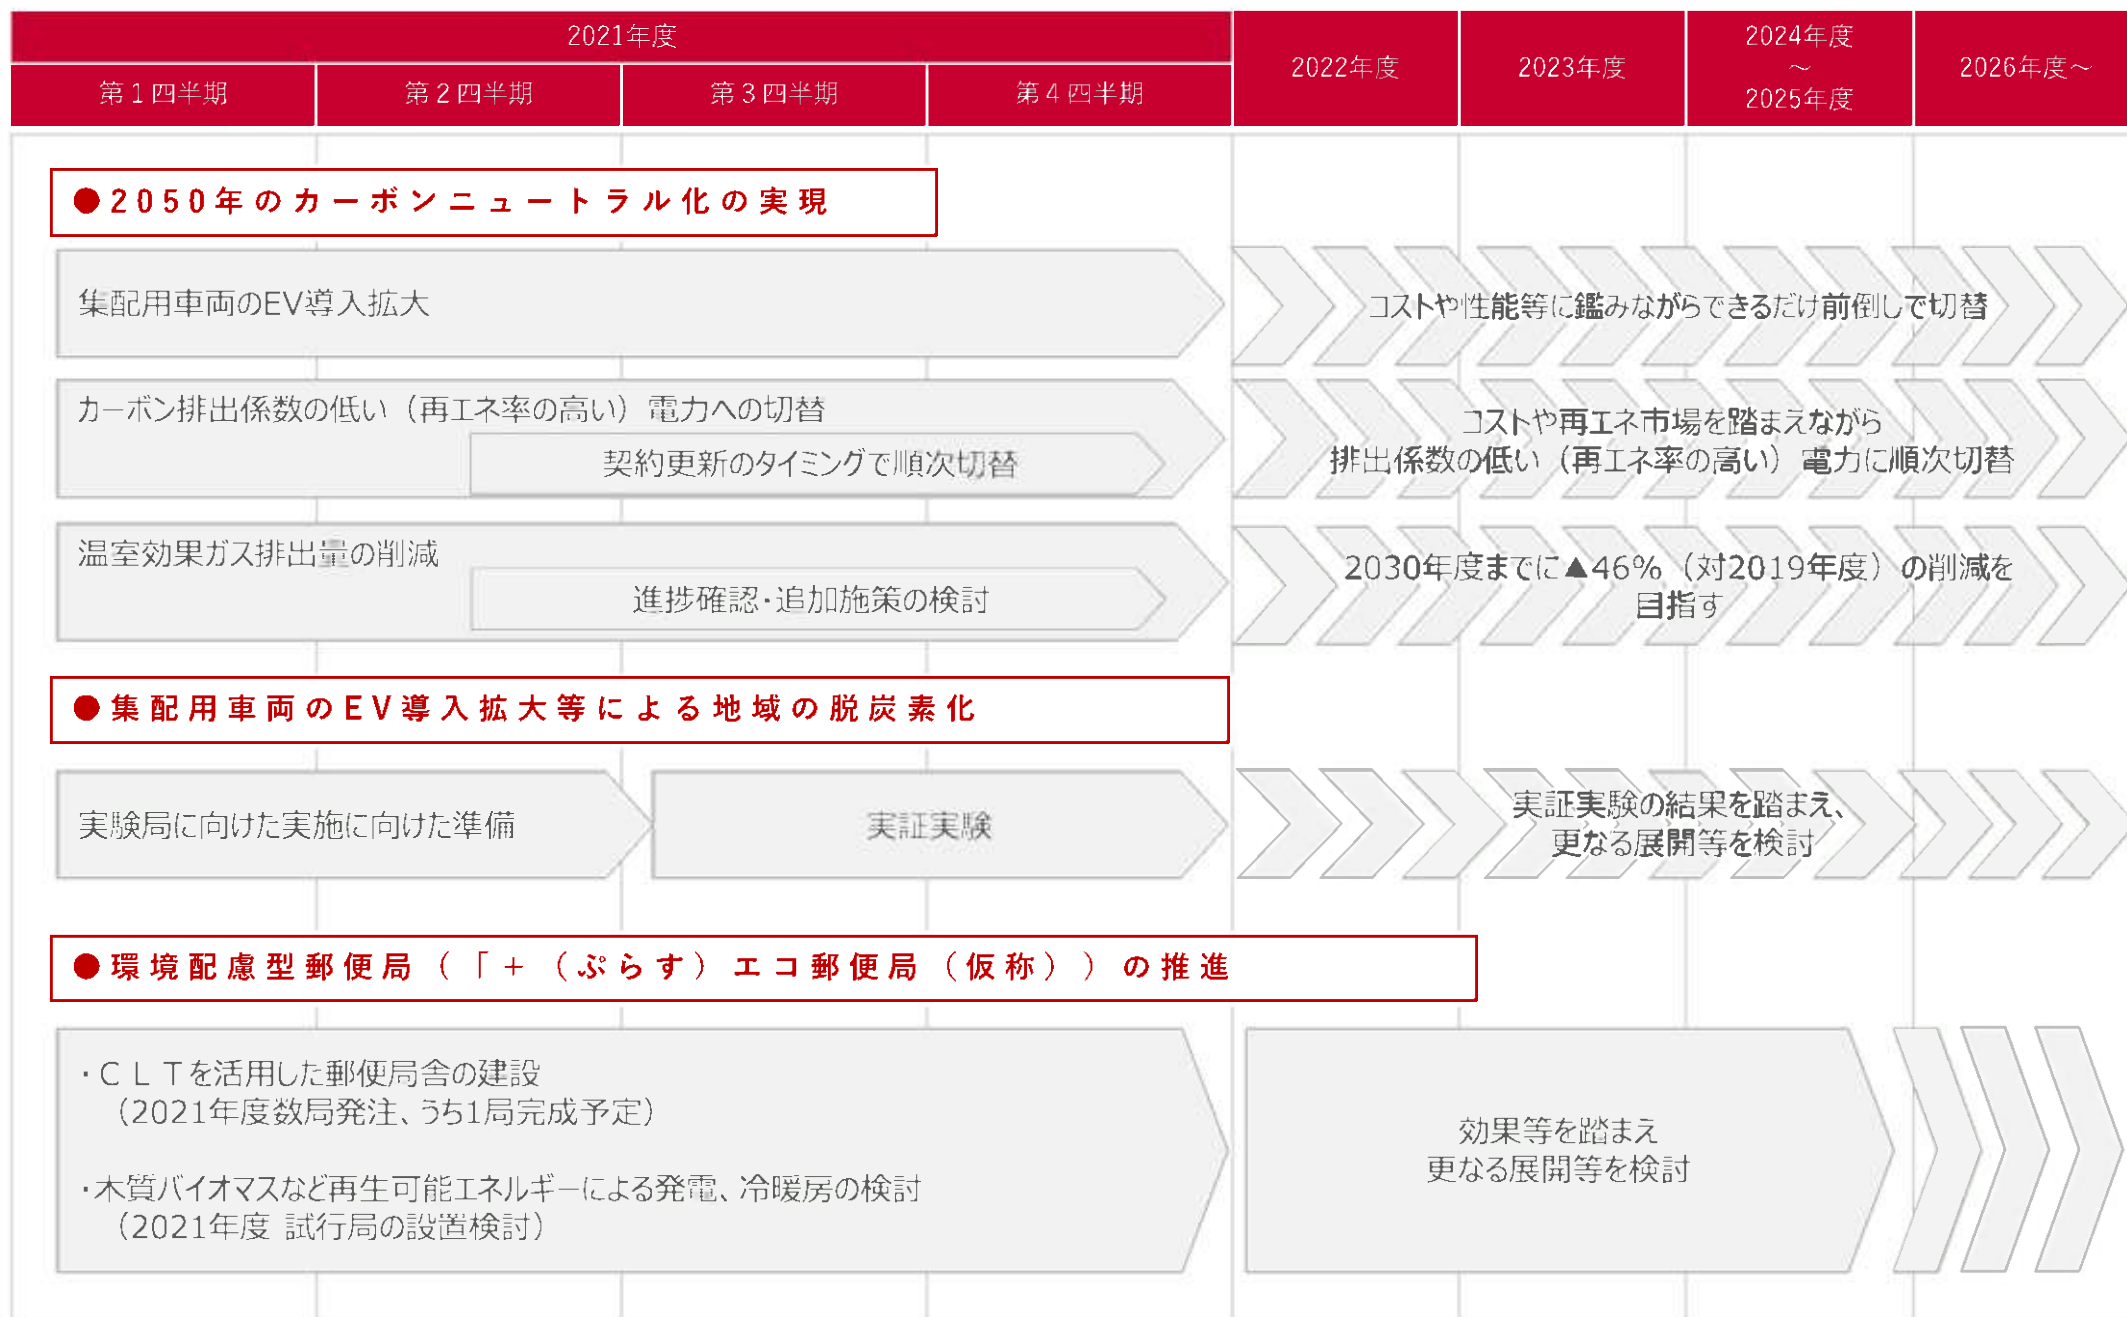 2021年度
第1四半期
第2四半期
第3四半期
第4四半期
2022年度
2023年度
2024年度
～
2025年度
2026年度～
●2050年のカーボンニュートラル化の実現
集配用車両のEV導入拡大
コストや性能等に鑑みながらできるだけ前倒しで切替
カーボン排出係数の低い（再エネ率の高い）電力への切替
契約更新のタイミングで順次切替
コストや再エネ市場を踏まえながら
排出係数の低い（再エネ率の高い）電力に順次切替
温室効果ガス排出量の削減
進捗確認・追加施策の検討
2030年度までに▲46%（対2019年度）の削減を
目指す
●集配用車両のEV導入拡大等による地域の脱炭素化
実験局に向けた実施に向けた準備
実証実験
実証実験の結果を踏まえ、
更なる展開等を検討
●環境配慮型郵便局（「+（ぷらす）エコ郵便局（仮称））の推進
・CLTを活用した郵便局舎の建設
（2021年度数局発注、うち1局完成予定）
・木質バイオマスなど再生可能エネルギーによる発電、冷暖房の検討
（2021年度 試行局の設置検討）
効果等を踏まえ
更なる展開等を検討